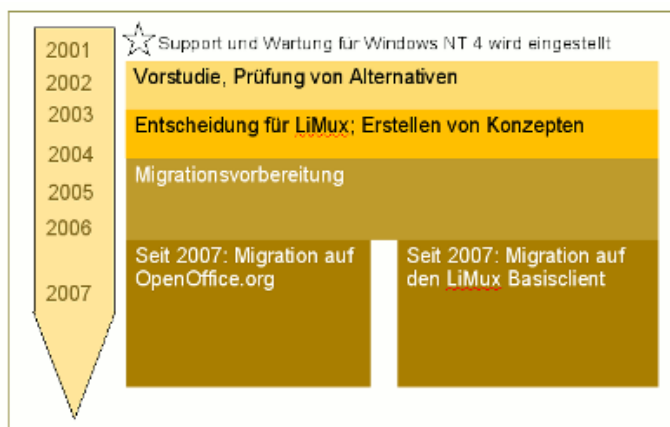 2001
Support und Wartung für Windows NT 4 wird eingestellt
2002
Vorstudie, Prüfung von Alternativen
2003
Entscheidung für LiMux; Erstellen von Konzepten
2004
Migrationsvorbereitung
2005
2006
Seit 2007: Migration auf
OpenOffice.org
Seit 2007: Migration auf
den LiMux Basisclient
2007